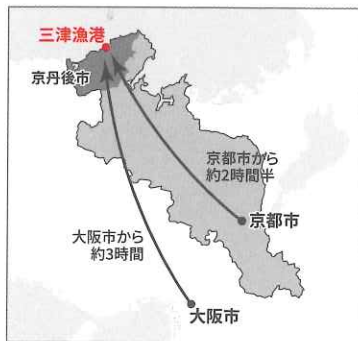 三津漁港
京丹後市
京都市から
約2時間半
京都市
大阪市から
約3時間
大阪市